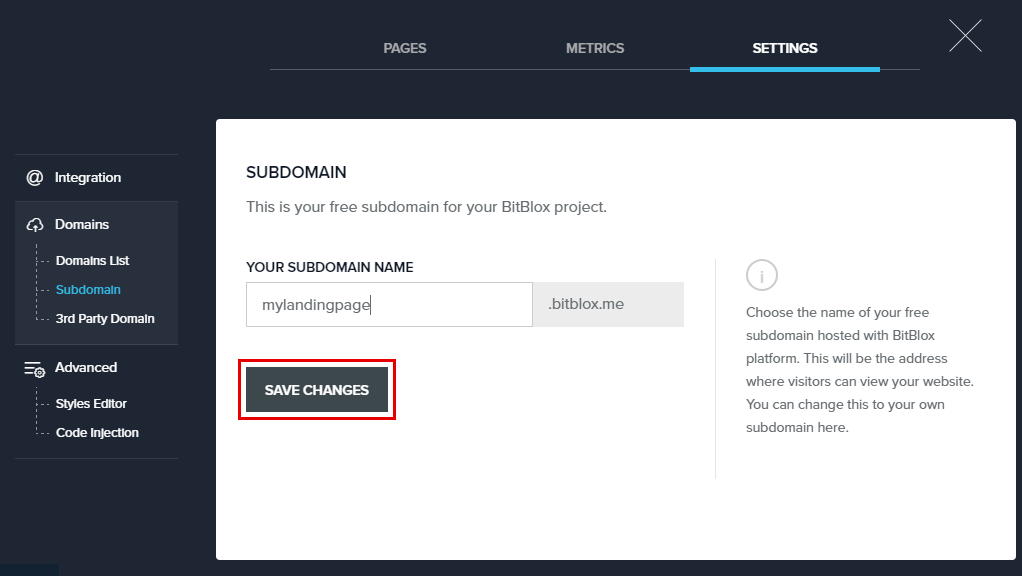 PAGES
METRICS
SETTINGS
@ Integration
Domains
Domains List
Subdomain
3rd Party Domain
Advanced
Styles Editor
Code Injection
SUBDOMAIN
This is your free subdomain for your BitBlox project.
YOUR SUBDOMAIN NAME
mylandingpage
.bitblox.me
SAVE CHANGES
i
Choose the name of your free
subdomain hosted with BitBlox
platform. This will be the address
where visitors can view your website.
You can change this to your own
subdomain here.